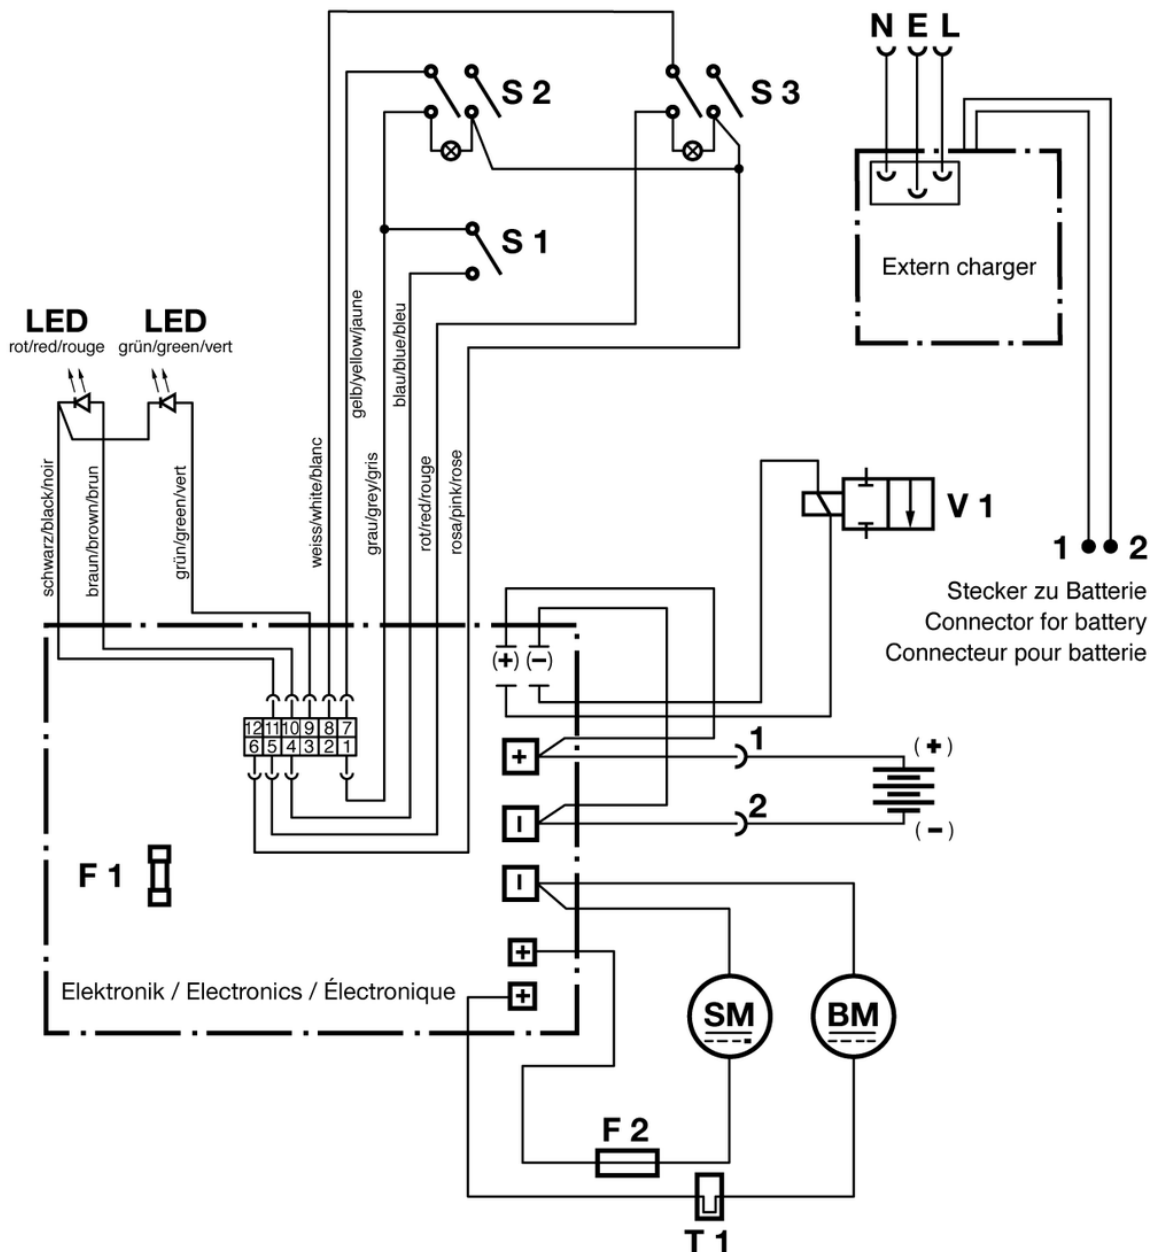 N E L
S 2
S 3
S 1
Extern charger
LED
rot/red/rouge
LED
grün/green/vert
schwarz/black/noir
braun/brown/brun
grün/green/vert
weiss/white/blanc
gelb/yellow/jaune
grau/grey/gris
blau/blue/bleu
rot/red/rouge
rosa/pink/rose
V 1
1 2
Stecker zu Batterie
Connector for battery
Connecteur pour batterie
(+) (−)
12 11 10 9 8 7
6 5 4 3 2 1
+
1
(+)
−
2
(−)
F 1
−
+
Elektronik / Electronics / Électronique
+
SM
BM
F 2
T 1